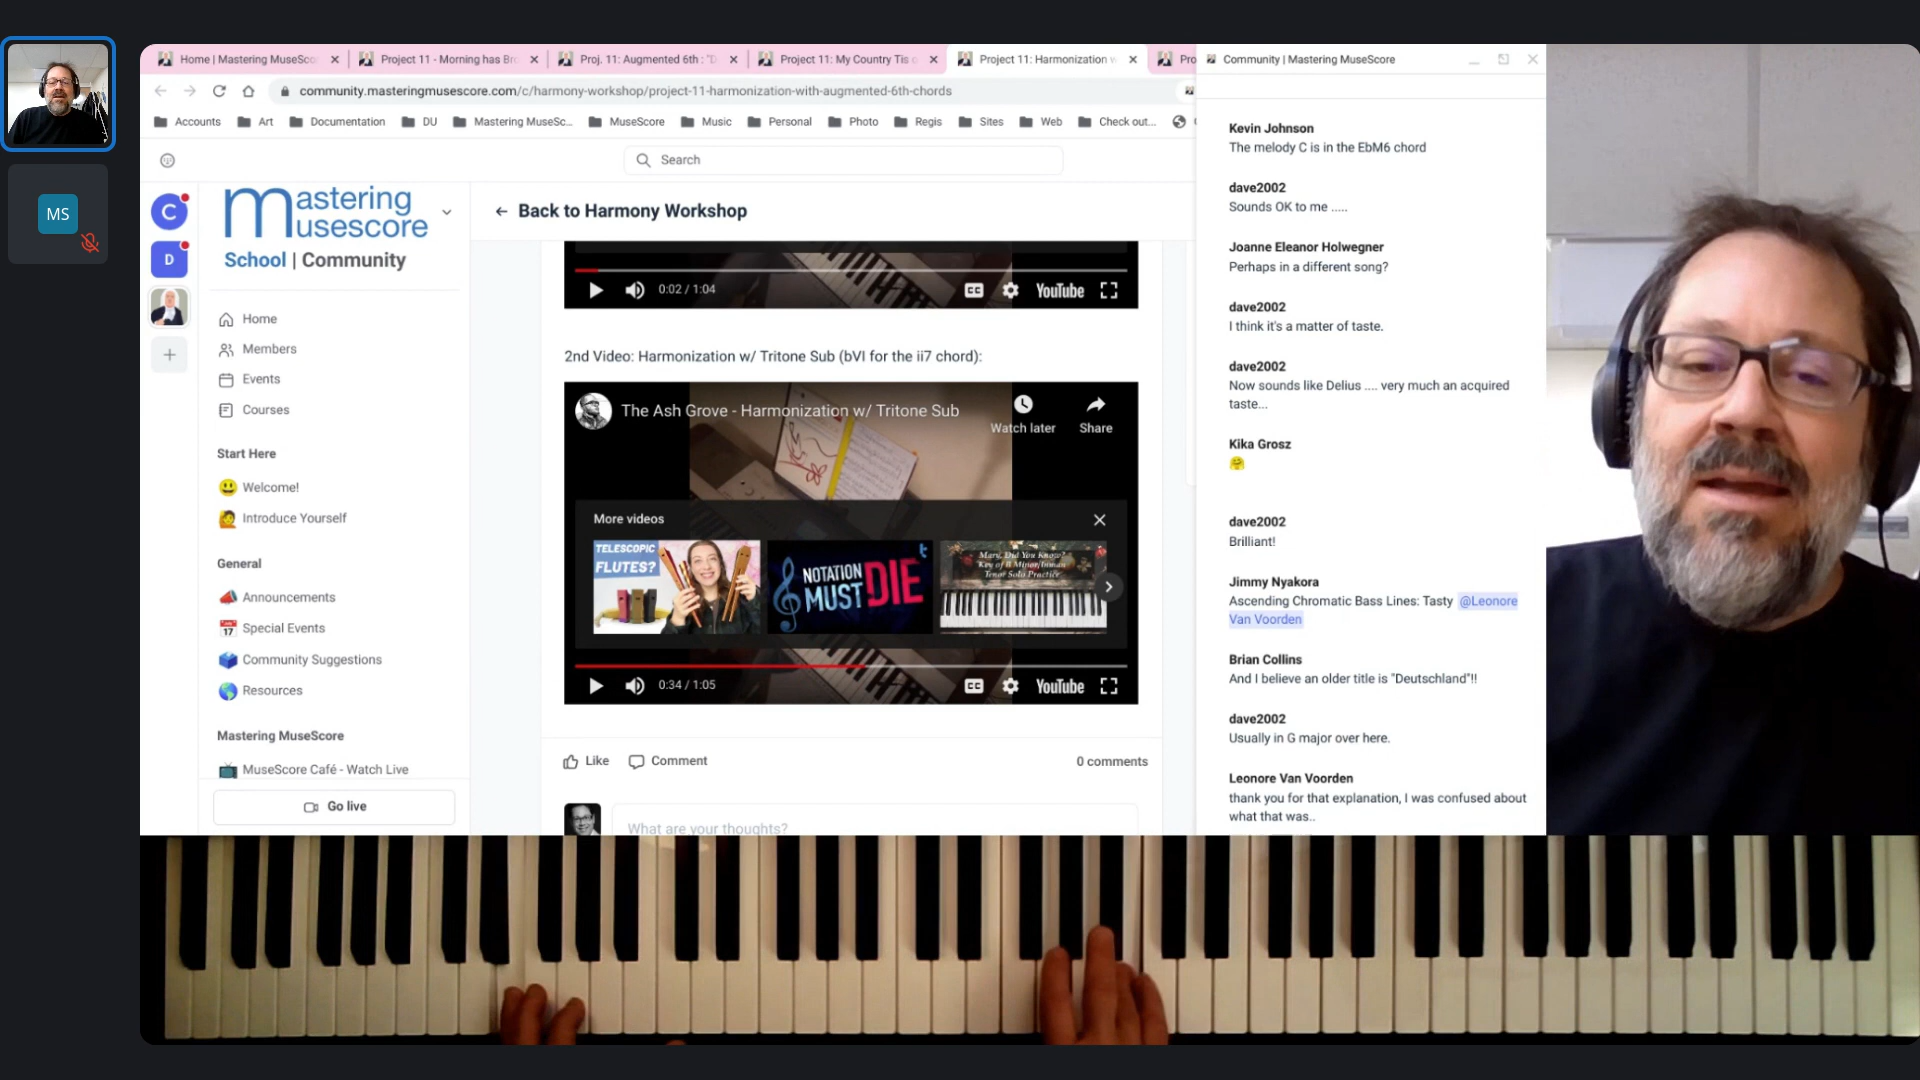 Home | Mastering MuseSco
Project 11 - Morning has Br
Proj. 11: Augmented 6th : "D
Project 11: My Country Tis o
Project 11: Harmonization w
Pro
Community | Mastering MuseScore
community.masteringmusescore.com/c/harmony-workshop/project-11-harmonization-with-augmented-6th-chords
Accounts
Art
Documentation
DU
Mastering MuseSc...
MuseScore
Music
Personal
Photo
Regis
Sites
Web
Check out...
Search
MS
C
D
mastering
musescore
School | Community
Home
Members
Events
Courses
Start Here
Welcome!
Introduce Yourself
General
Announcements
Special Events
Community Suggestions
Resources
Mastering MuseScore
MuseScore Café - Watch Live
Go live
← Back to Harmony Workshop
0:02 / 1:04
CC
YouTube
2nd Video: Harmonization w/ Tritone Sub (bVI for the ii7 chord):
The Ash Grove - Harmonization w/ Tritone Sub
Watch later
Share
More videos
TELESCOPIC
FLUTES?
NOTATION
MUST DIE
Mary, Did You Know?
Tenor Solo Practice
0:34 / 1:05
CC
YouTube
Like
Comment
0 comments
What are your thoughts?
Kevin Johnson
The melody C is in the EbM6 chord
dave2002
Sounds OK to me .....
Joanne Eleanor Holwegner
Perhaps in a different song?
dave2002
I think it's a matter of taste.
dave2002
Now sounds like Delius .... very much an acquired
taste...
Kika Grosz
dave2002
Brilliant!
Jimmy Nyakora
Ascending Chromatic Bass Lines: Tasty @Leonore
Van Voorden
Brian Collins
And I believe an older title is "Deutschland"!!
dave2002
Usually in G major over here.
Leonore Van Voorden
thank you for that explanation, I was confused about
what that was..